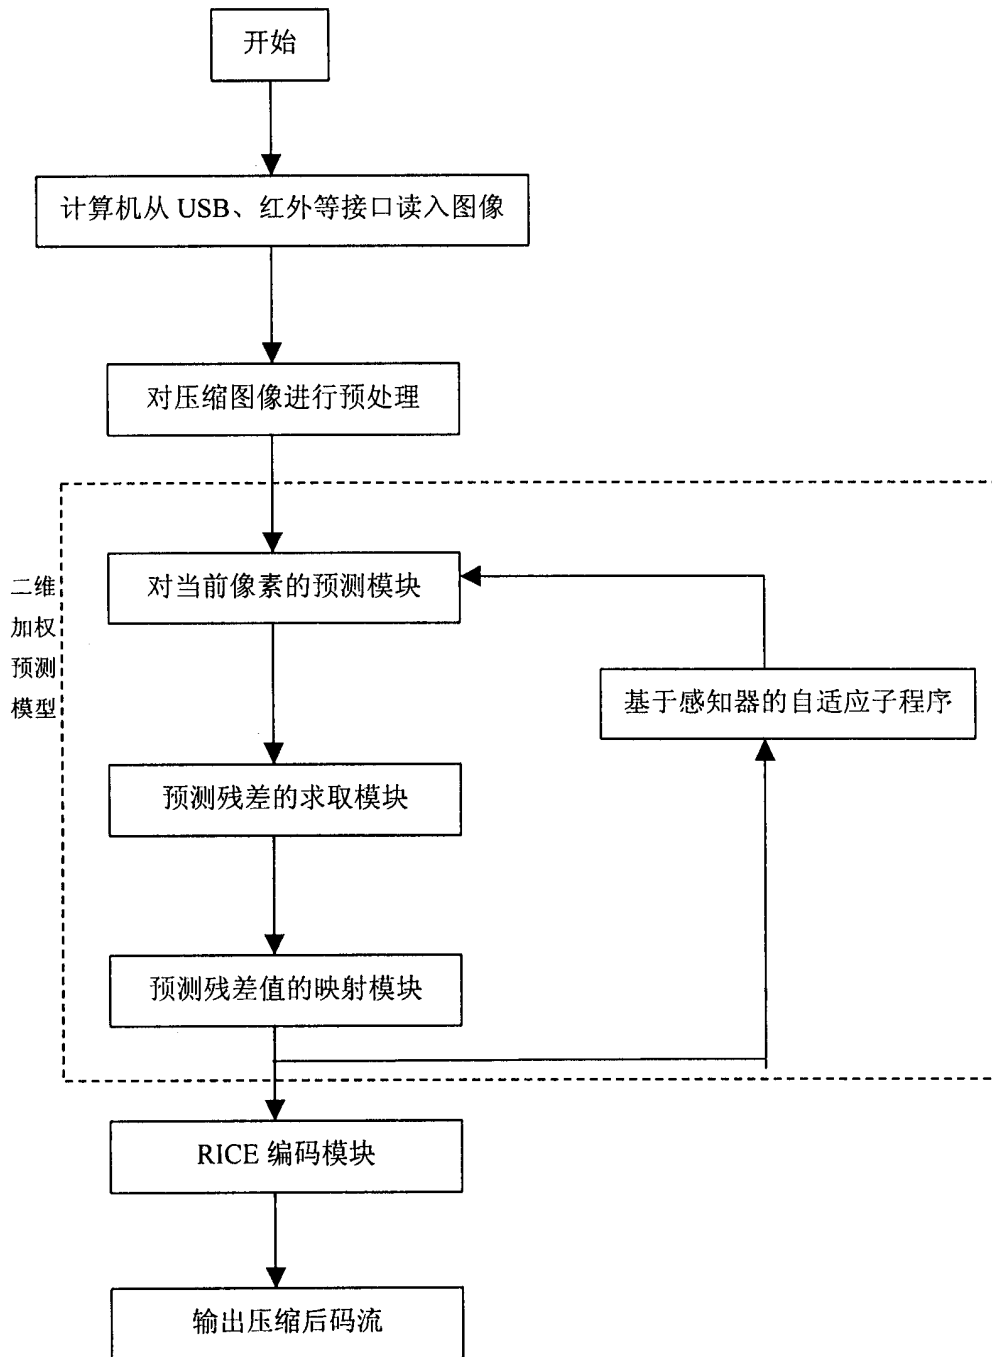 开始
计算机从 USB、红外等接口读入图像
对压缩图像进行预处理
对当前像素的预测模块
二维
加权
预测
模型
基于感知器的自适应子程序
预测残差的求取模块
预测残差值的映射模块
RICE 编码模块
输出压缩后码流